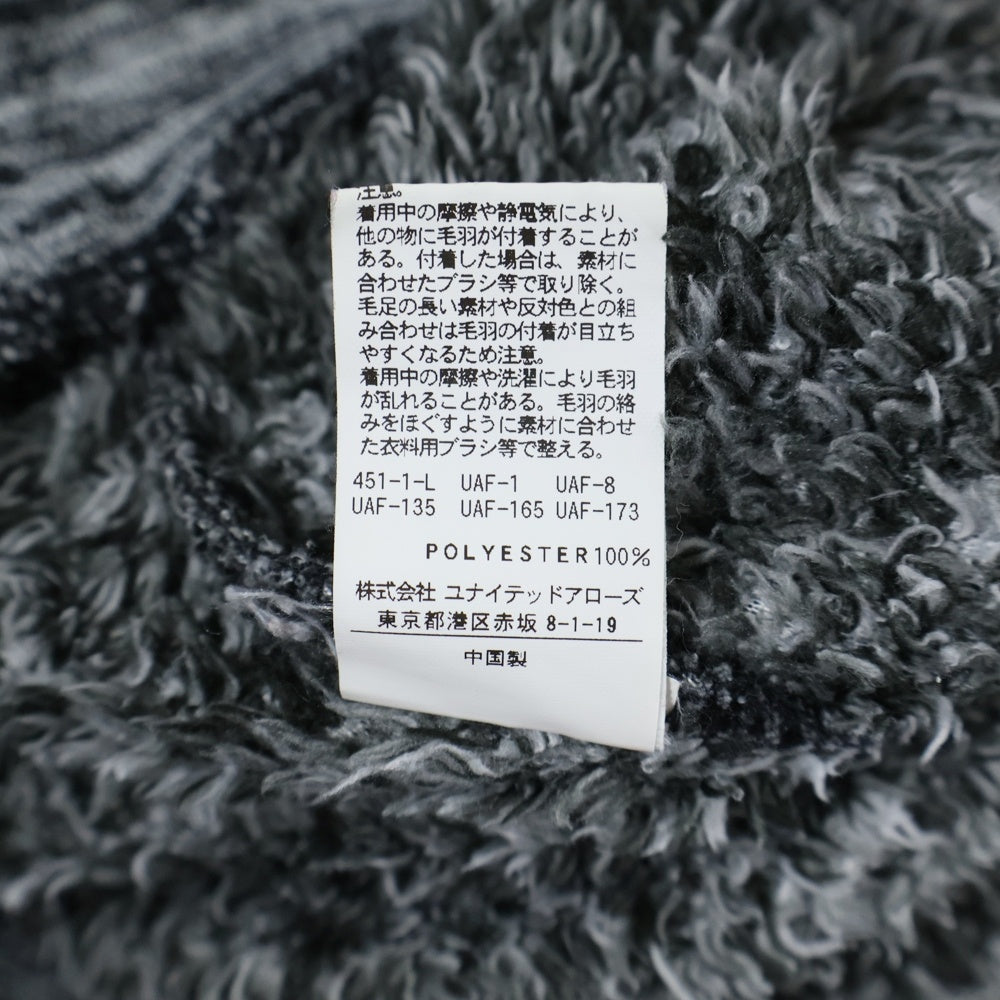 注意。
着用中の摩擦や静電気により、
他の物に毛羽が付着することが
ある。付着した場合は、素材に
合わせたブラシ等で取り除く。
毛足の長い素材や反対色との組
み合わせは毛羽の付着が目立ち
やすくなるため注意。
着用中の摩擦や洗濯により毛羽
が乱れることがある。毛羽の絡
みをほぐすように素材に合わせ
た衣料用ブラシ等で整える。
451-1-L UAF-1 UAF-8
UAF-135 UAF-165 UAF-173
POLYESTER100%
株式会社 ユナイテッドアローズ
東京都港区赤坂 8-1-19
中国製